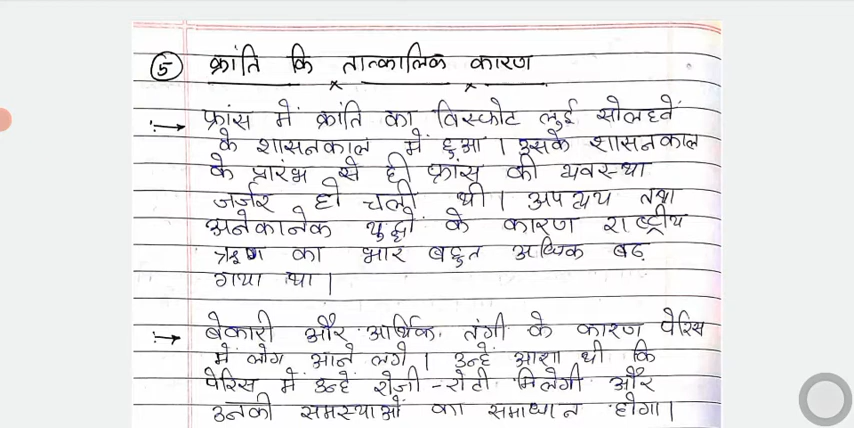 ⑤ क्रांति कि तात्कालिक कारण
:→ फ्रांस में क्रांति का विस्फोट लुई सोलहवें
के शासनकाल में हुआ। उसके शासनकाल
के प्रारंभ से ही फ्रांस की व्यवस्था
जर्जर हो चली थी। अपव्यय तथा
अनेकानेक युद्धों के कारण राष्ट्रीय
ऋण का भार बहुत अधिक बढ़
गया था।
:→ बेकारी और आर्थिक तंगी के कारण पेरिस
में लोग आने लगे। उन्हें आशा थी कि
पेरिस में उन्हें रोजी-रोटी मिलेगी और
उनकी समस्याओं का समाधान होगा।